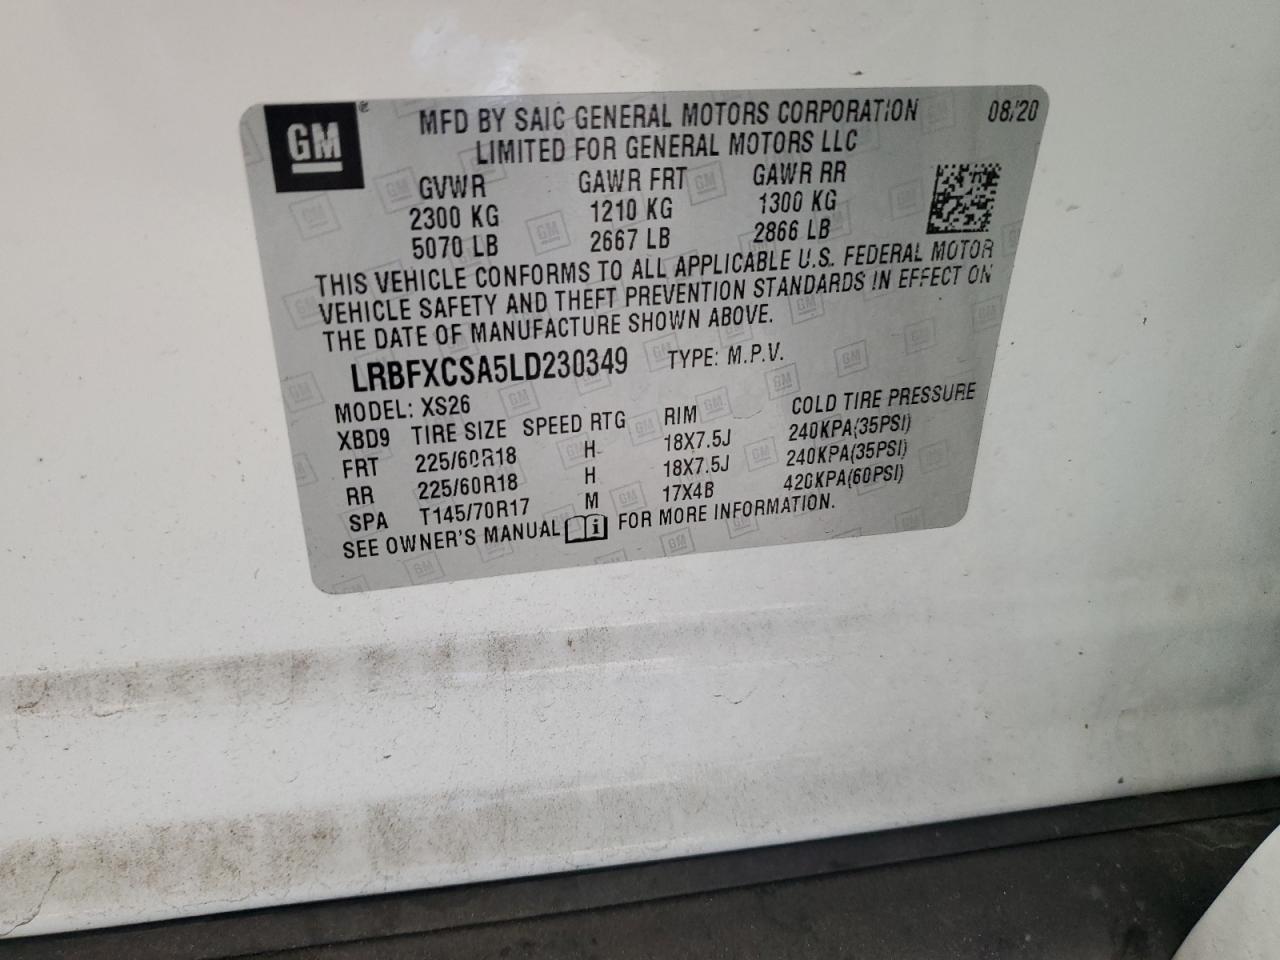 GM ® MFD BY SAIC GENERAL MOTORS CORPORATION 08/20
LIMITED FOR GENERAL MOTORS LLC
GVWR GAWR FRT GAWR RR
2300 KG 1210 KG 1300 KG
5070 LB 2667 LB 2866 LB
THIS VEHICLE CONFORMS TO ALL APPLICABLE U.S. FEDERAL MOTOR
VEHICLE SAFETY AND THEFT PREVENTION STANDARDS IN EFFECT ON
THE DATE OF MANUFACTURE SHOWN ABOVE.
LRBFXCSA5LD230349 TYPE: M.P.V.
MODEL: XS26
XBD9 TIRE SIZE SPEED RTG RIM COLD TIRE PRESSURE
FRT 225/60R18 H 18X7.5J 240KPA(35PSI)
RR 225/60R18 H 18X7.5J 240KPA(35PSI)
SPA T145/70R17 M 17X4B 420KPA(60PSI)
SEE OWNER'S MANUAL i FOR MORE INFORMATION.